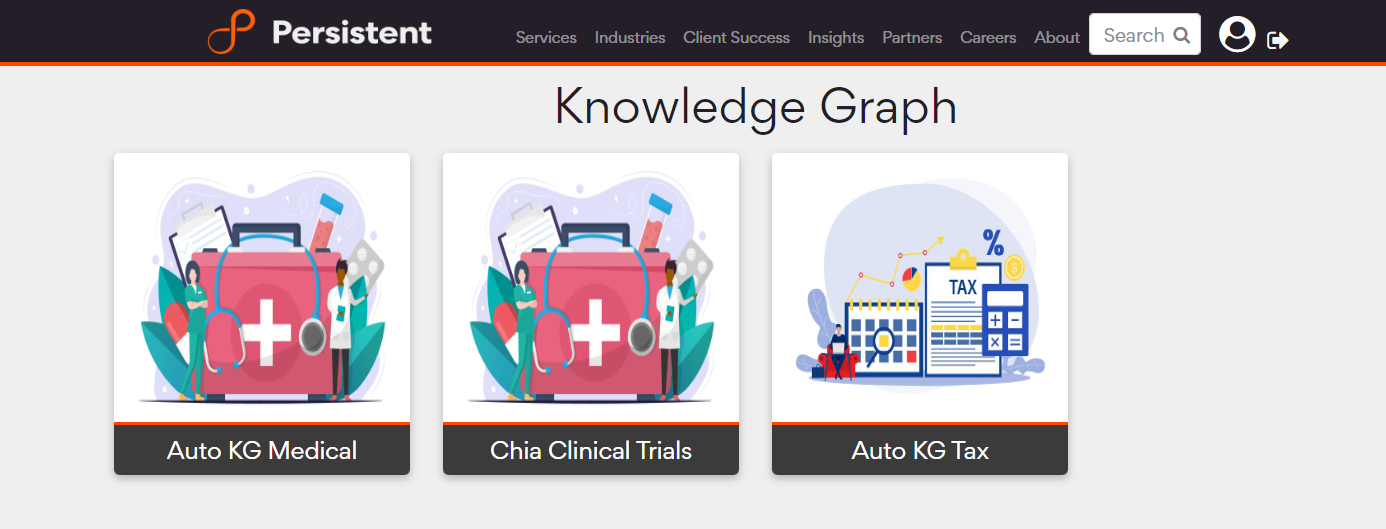 Persistent
Services Industries Client Success Insights Partners Careers About Search
Knowledge Graph
%
$
TAX
+ −
× =
Auto KG Medical
Chia Clinical Trials
Auto KG Tax